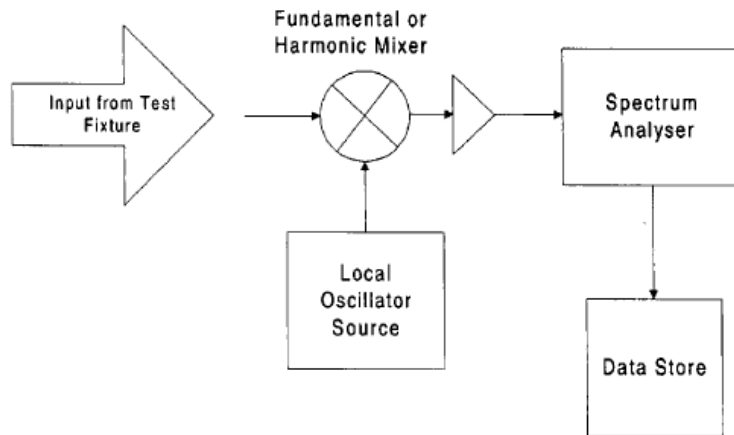 Fundamental or
Harmonic Mixer
Input from Test
Fixture
Spectrum
Analyser
Local
Oscillator
Source
Data Store